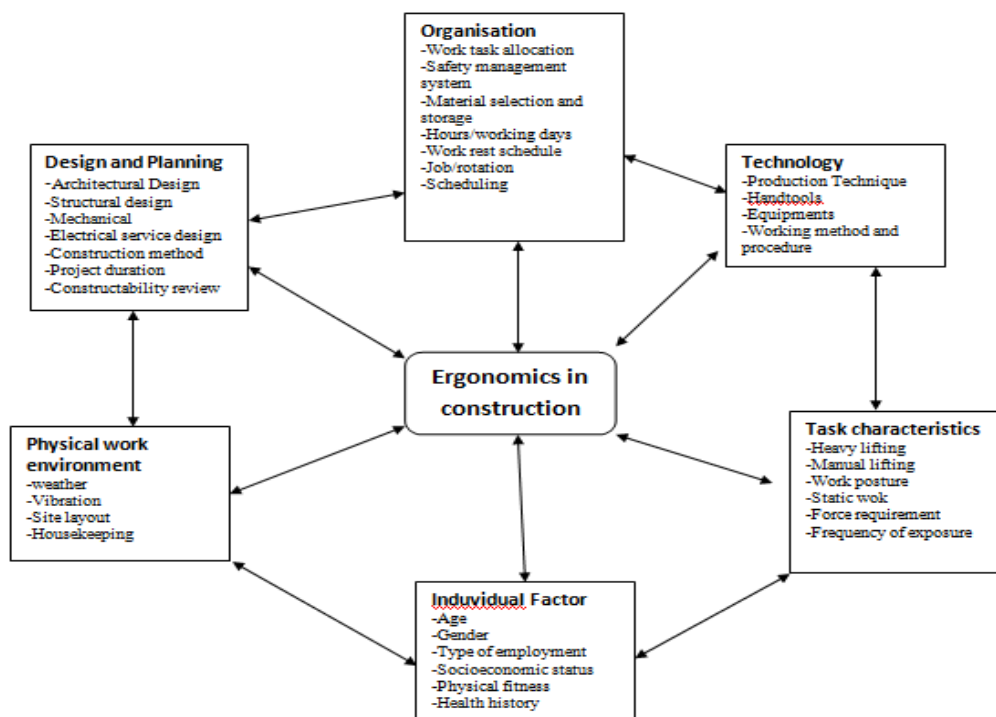 Organisation
-Work task allocation
-Safety management
system
-Material selection and
storage
-Hours/working days
-Work rest schedule
-Job/rotation
-Scheduling
Design and Planning
-Architectural Design
-Structural design
-Mechanical
-Electrical service design
-Construction method
-Project duration
-Constructability review
Technology
-Production Technique
-Handtools
-Equipments
-Working method and
procedure
Ergonomics in
construction
Physical work
environment
-weather
-Vibration
-Site layout
-Housekeeping
Task characteristics
-Heavy lifting
-Manual lifting
-Work posture
-Static wok
-Force requirement
-Frequency of exposure
Induvidual Factor
-Age
-Gender
-Type of employment
-Socioeconomic status
-Physical fitness
-Health history